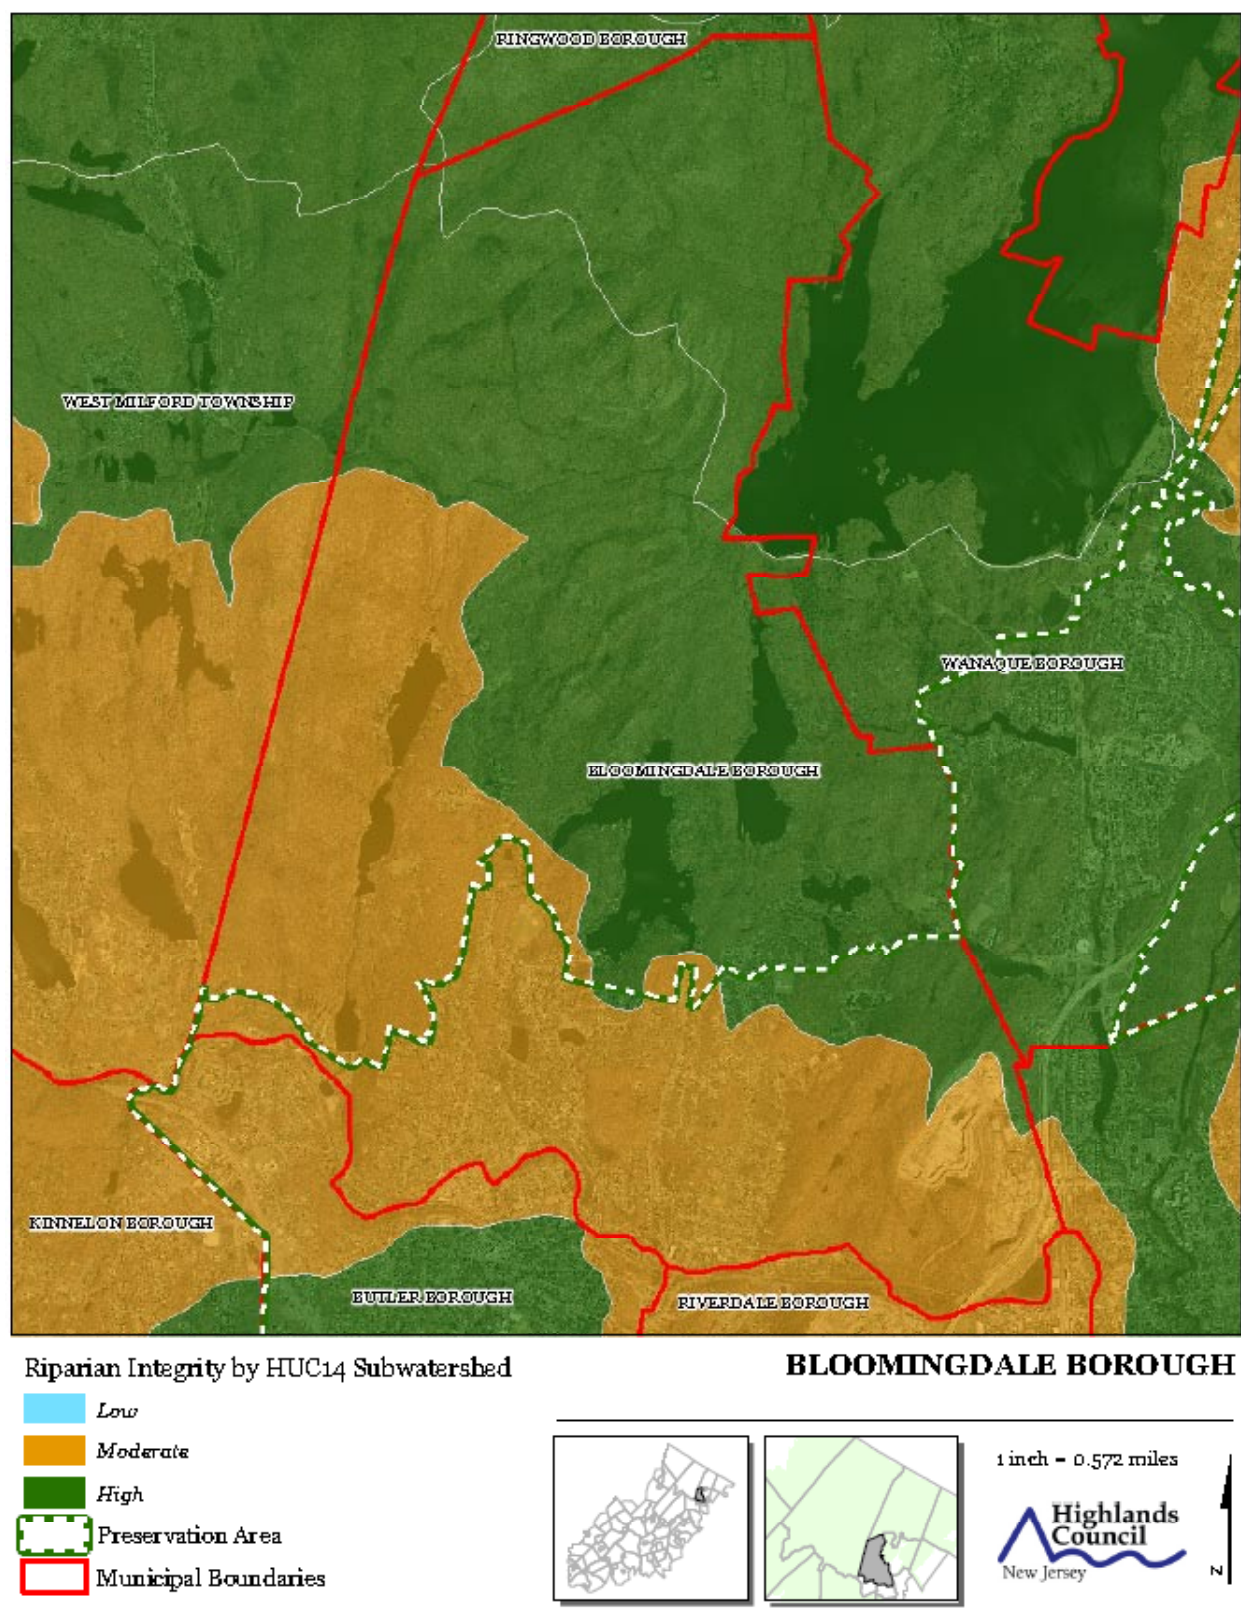 RINGWOOD BOROUGH
WEST MILFORD TOWNSHIP
WANAQUE BOROUGH
BLOOMINGDALE BOROUGH
KINNELON BOROUGH
BUTLER BOROUGH
RIVERDALE BOROUGH
Riparian Integrity by HUC14 Subwatershed
Low
Moderate
High
Preservation Area
Municipal Boundaries
BLOOMINGDALE BOROUGH
1 inch = 0.572 miles
Highlands
Council
New Jersey
N